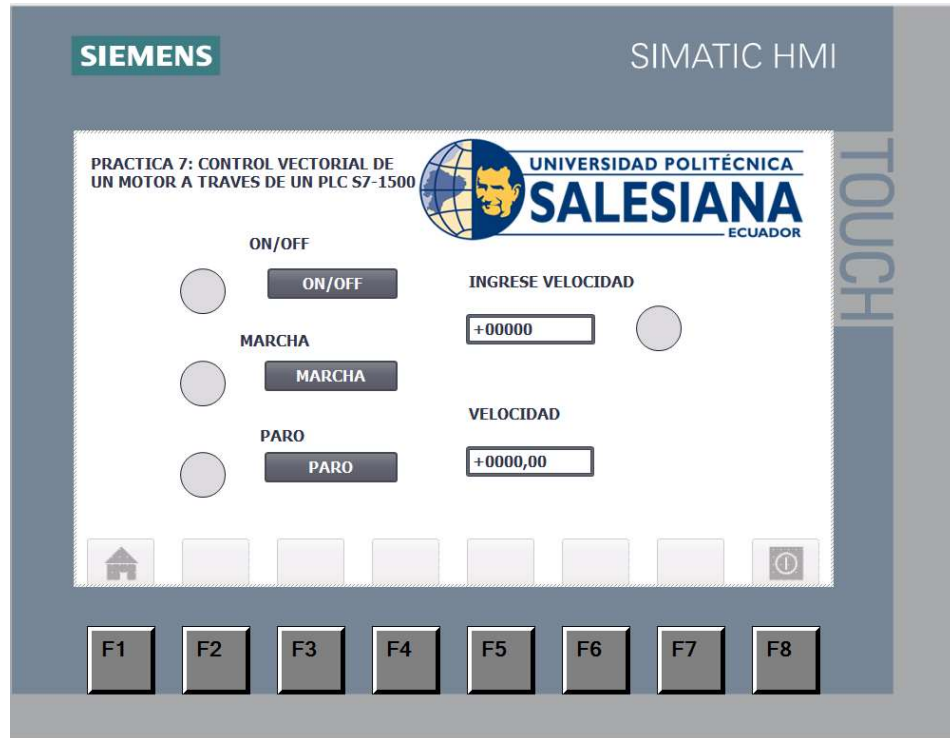 SIEMENS
SIMATIC HMI
TOUCH
PRACTICA 7: CONTROL VECTORIAL DE
UN MOTOR A TRAVES DE UN PLC S7-1500
UNIVERSIDAD POLITÉCNICA
SALESIANA
ECUADOR
ON/OFF
ON/OFF
INGRESE VELOCIDAD
+00000
MARCHA
MARCHA
VELOCIDAD
PARO
+0000,00
PARO
F1 F2 F3 F4 F5 F6 F7 F8